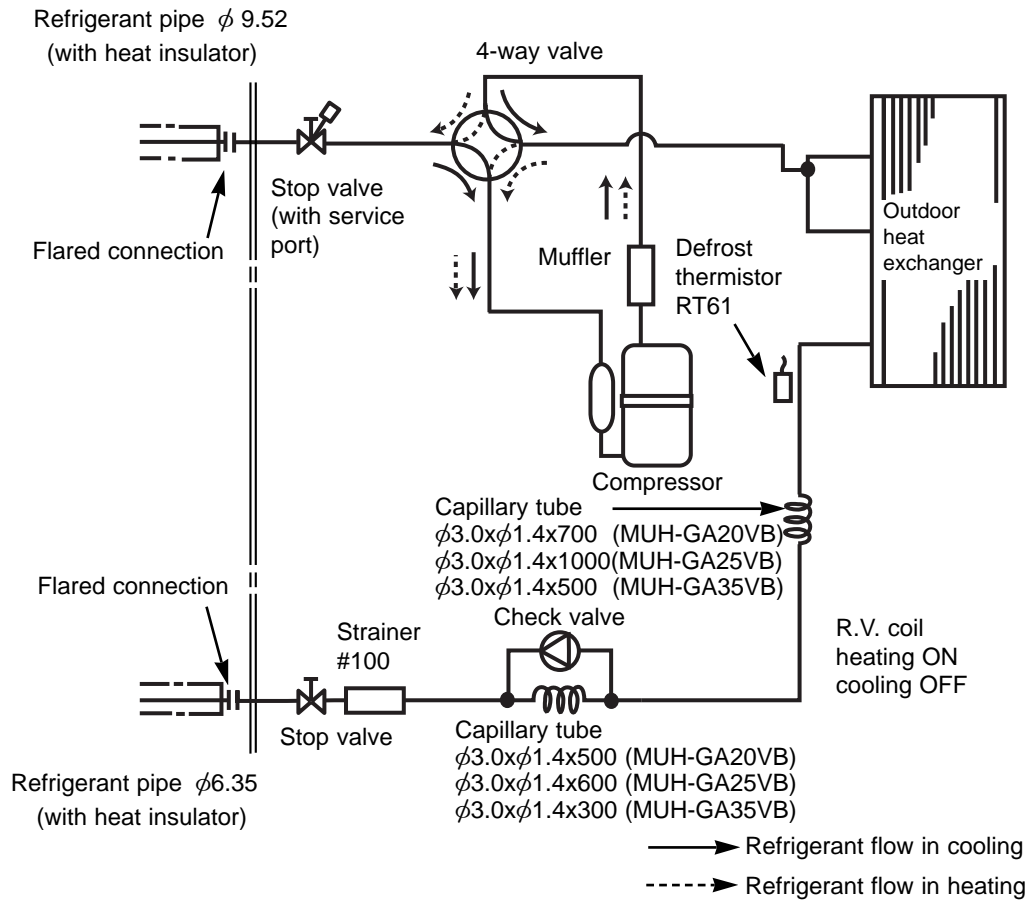 Refrigerant pipe ϕ 9.52
(with heat insulator)
4-way valve
Stop valve
(with service
port)
Flared connection
Muffler
Defrost
thermistor
RT61
Outdoor
heat
exchanger
Compressor
Capillary tube
ϕ3.0xϕ1.4x700 (MUH-GA20VB)
ϕ3.0xϕ1.4x1000(MUH-GA25VB)
ϕ3.0xϕ1.4x500 (MUH-GA35VB)
Flared connection
Strainer
#100
Check valve
R.V. coil
heating ON
cooling OFF
Stop valve
Capillary tube
ϕ3.0xϕ1.4x500 (MUH-GA20VB)
ϕ3.0xϕ1.4x600 (MUH-GA25VB)
ϕ3.0xϕ1.4x300 (MUH-GA35VB)
Refrigerant pipe ϕ6.35
(with heat insulator)
Refrigerant flow in cooling
Refrigerant flow in heating